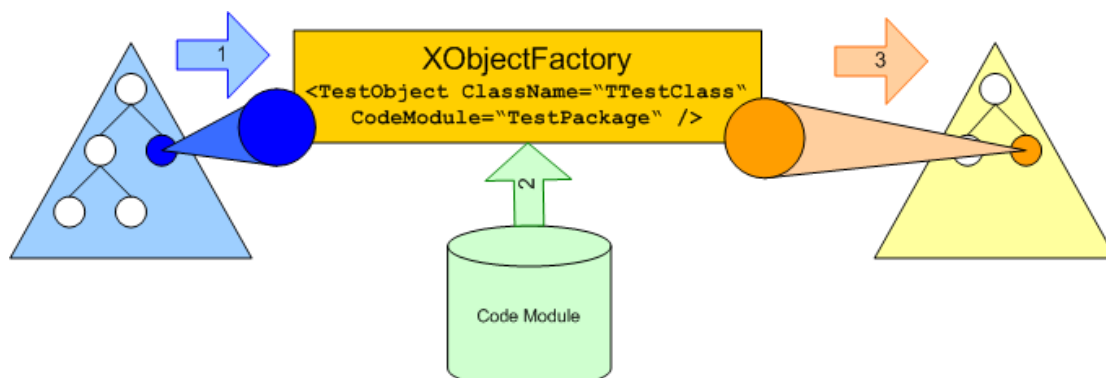 1
XObjectFactory
3
<TestObject ClassName=“TTestClass“
CodeModule=“TestPackage“ />
2
Code Module